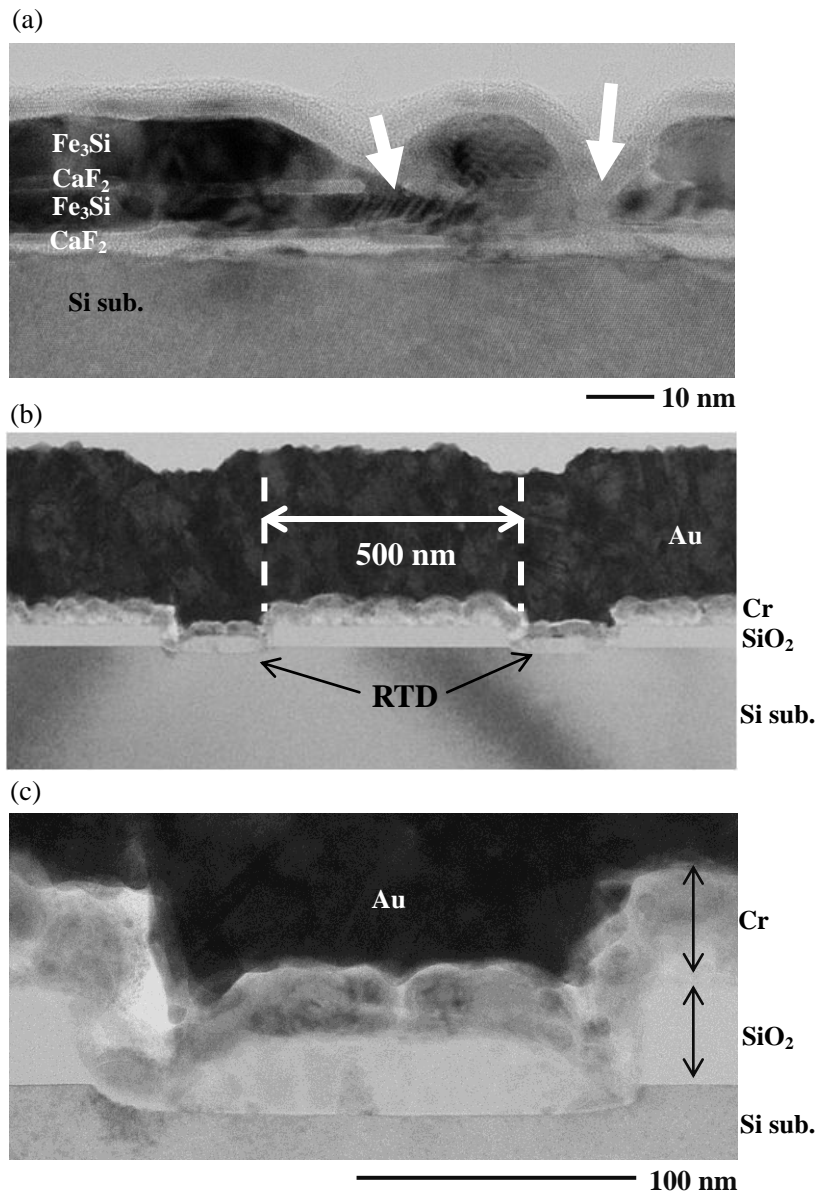 (a)
Fe₃Si
CaF₂
Fe₃Si
CaF₂
Si sub.
10 nm
(b)
500 nm
Au
Cr
SiO₂
RTD
Si sub.
(c)
Au
Cr
SiO₂
Si sub.
100 nm